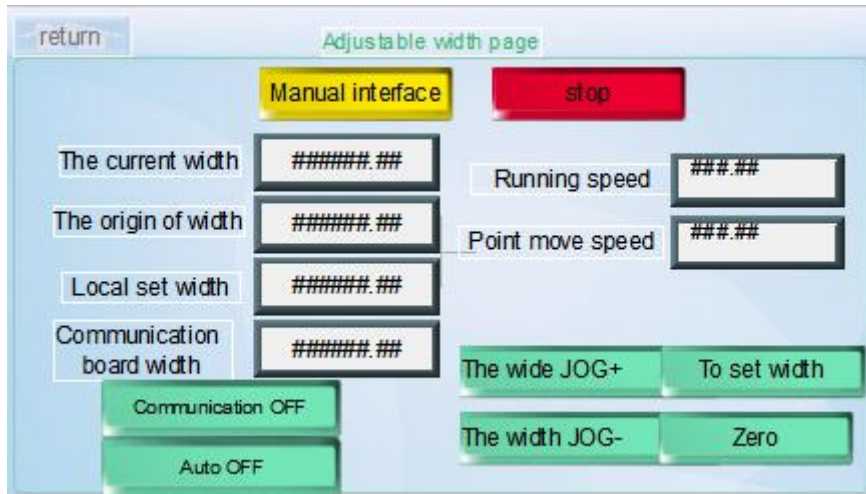 return
Adjustable width page
Manual interface
stop
The current width
######.##
Running speed
###.##
The origin of width
######.##
Point move speed
###.##
Local set width
######.##
Communication
board width
######.##
The wide JOG+
To set width
Communication OFF
The width JOG-
Zero
Auto OFF